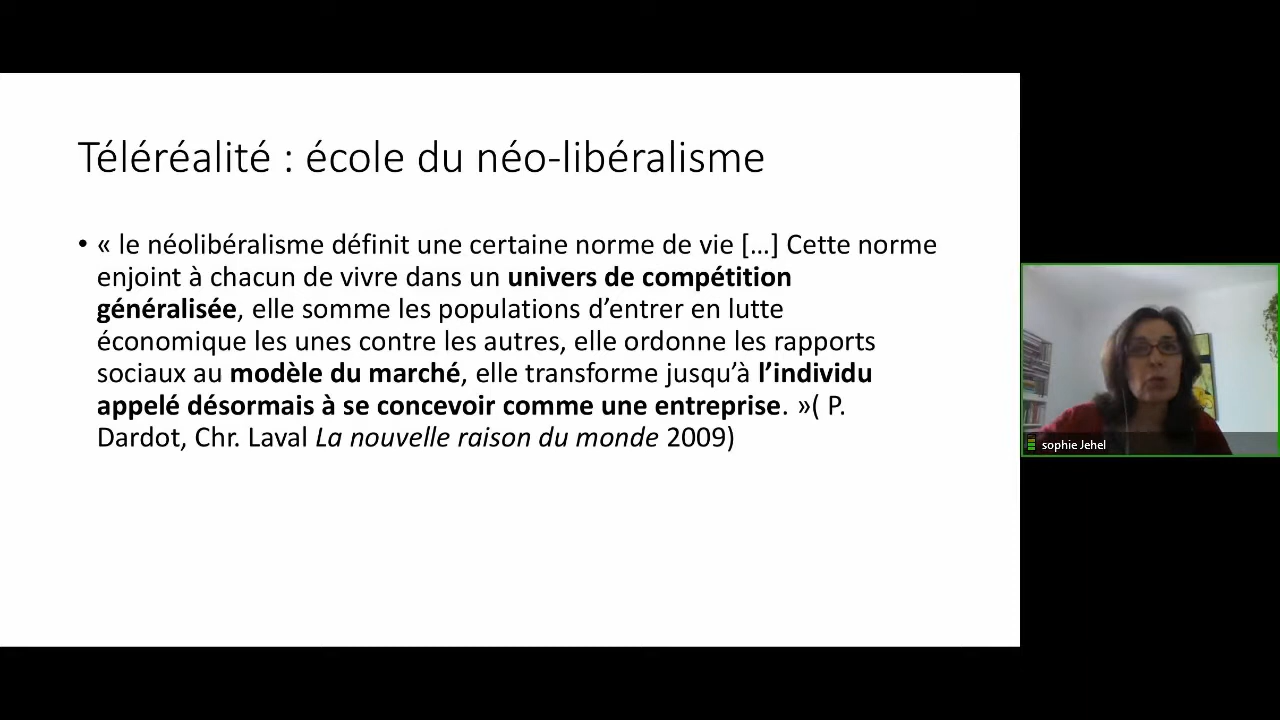 Téléréalité : école du néo-libéralisme
• « le néolibéralisme définit une certaine norme de vie […] Cette norme
enjoint à chacun de vivre dans un univers de compétition
généralisée, elle somme les populations d’entrer en lutte
économique les unes contre les autres, elle ordonne les rapports
sociaux au modèle du marché, elle transforme jusqu’à l’individu
appelé désormais à se concevoir comme une entreprise. »( P.
Dardot, Chr. Laval La nouvelle raison du monde 2009)
sophie Jehel